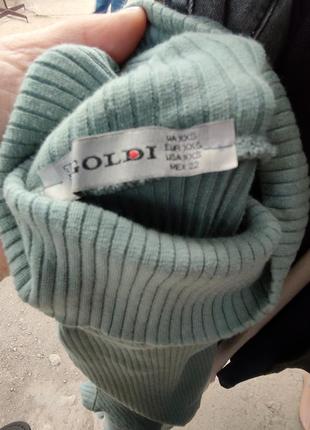 GOLDI
UA XXS
EUR XXS
USA XXS
MEX 22